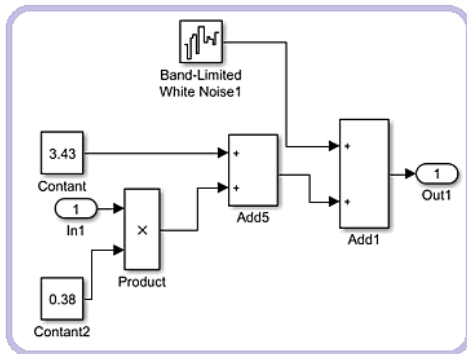 Band-Limited
White Noise1
3.43
+
+
Contant
1
+
+
1
Out1
In1
×
Add5
Add1
Product
0.38
Contant2